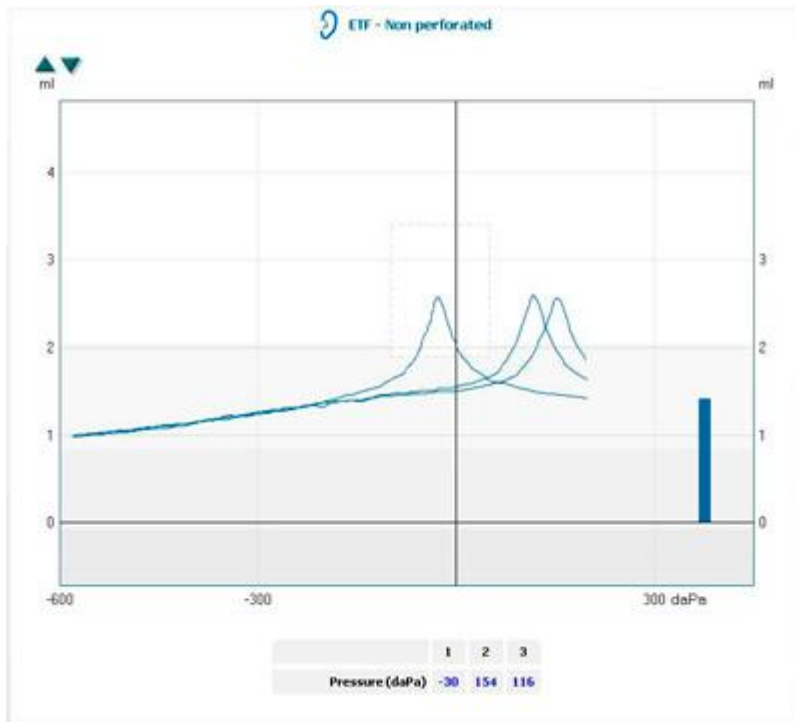 ETF - Non perforated
ml ml
4
3 3
2 2
1 1
0 0
-600 -300 300 daPa
1 2 3
Pressure (daPa) -30 154 116